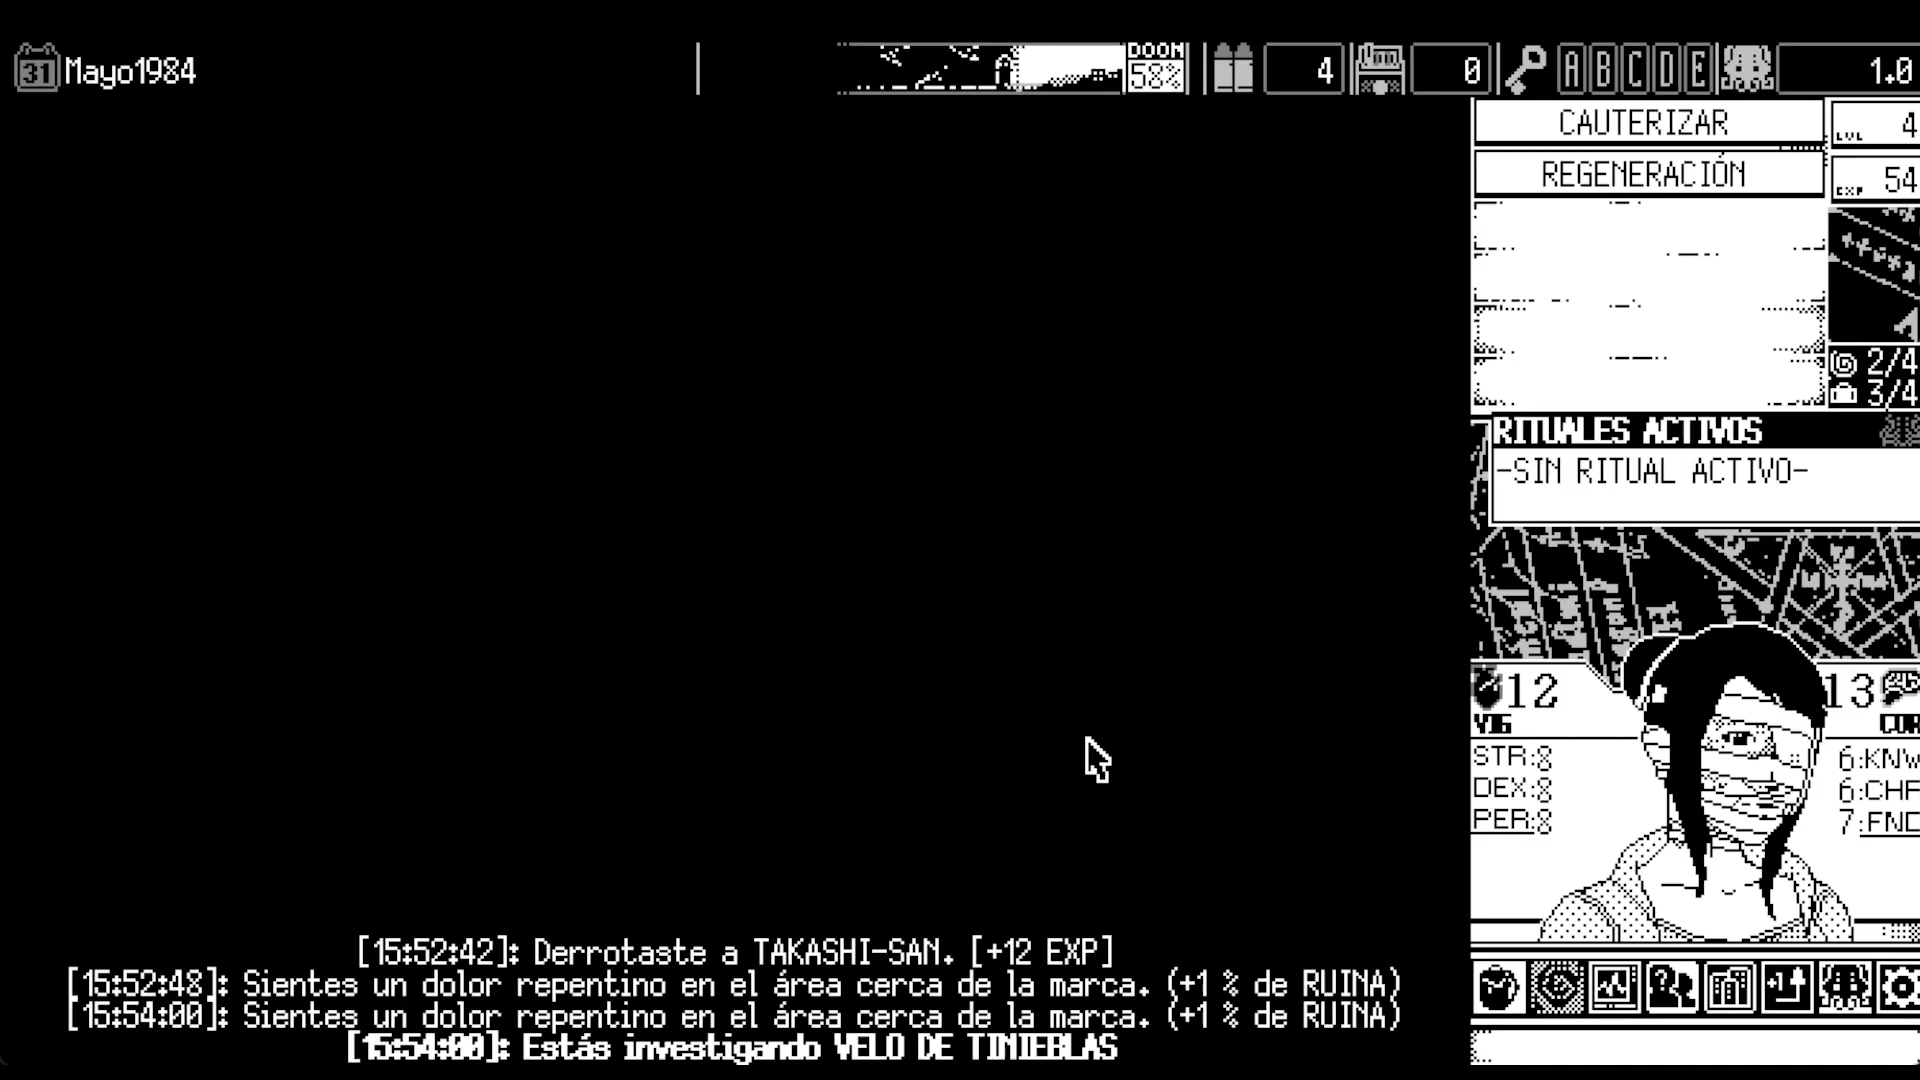 31 Mayo1984
DOOM
58%
4
0
A B C D E
1.0
CAUTERIZAR
LVL 4
REGENERACIÓN
EXP 54
2/4
3/4
RITUALES ACTIVOS
-SIN RITUAL ACTIVO-
12
VIG
13
STR:8
DEX:8
PER:8
6:KNW
7:FND
[15:52:42]: Derrotaste a TAKASHI-SAN. [+12 EXP]
[15:52:48]: Sientes un dolor repentino en el área cerca de la marca. (+1 % de RUINA)
[15:54:00]: Sientes un dolor repentino en el área cerca de la marca. (+1 % de RUINA)
[15:54:00]: Estás investigando VELO DE TINIEBLAS